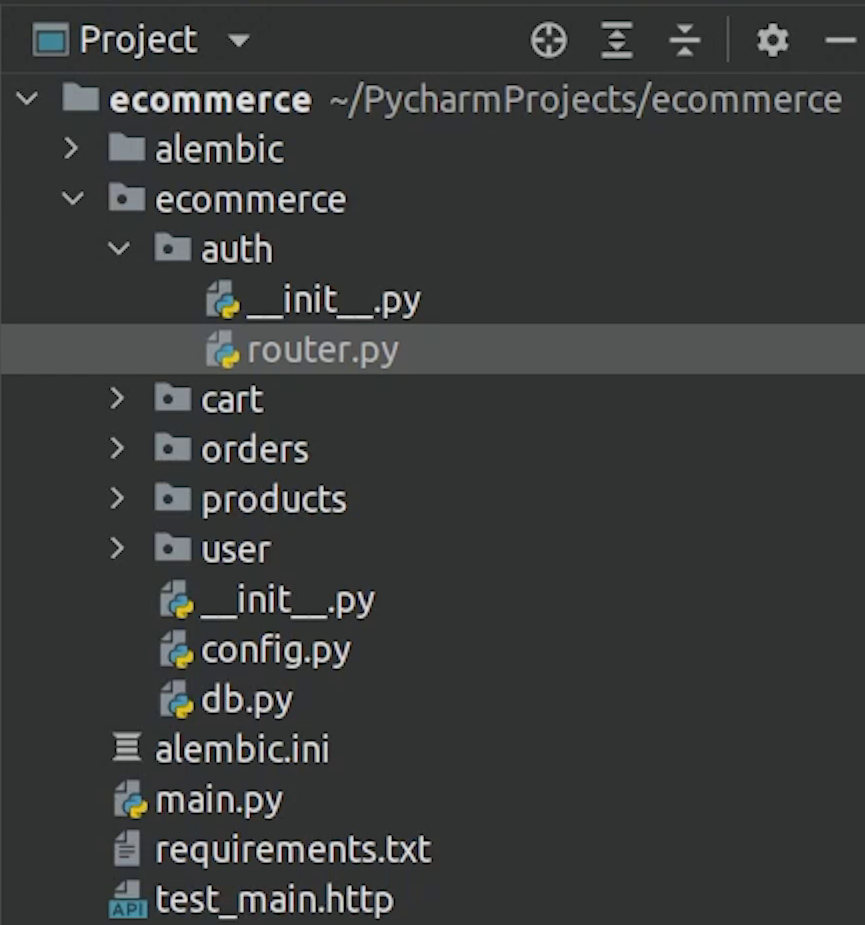 Project
ecommerce ~/PycharmProjects/ecommerce
alembic
ecommerce
auth
__init__.py
router.py
cart
orders
products
user
__init__.py
config.py
db.py
alembic.ini
main.py
requirements.txt
API test_main.http